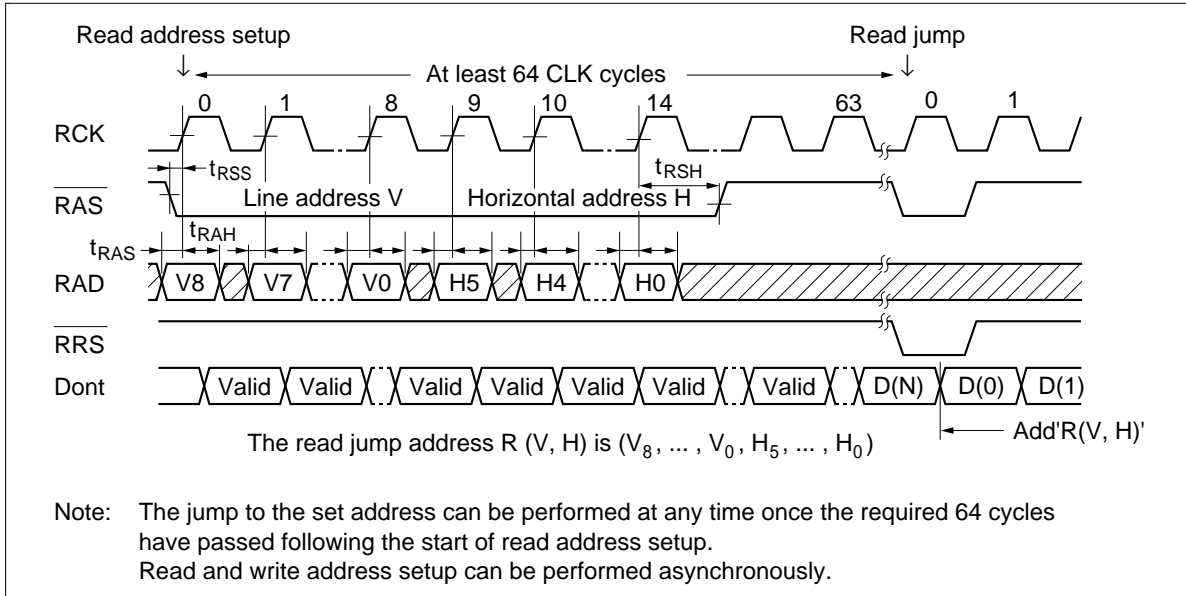 Read address setup
Read jump
At least 64 CLK cycles
0 1 8 9 10 14 63 0 1
RCK
tRSS
tRSH
RAS
Line address V
Horizontal address H
tRAS
tRAH
RAD
V8 V7 V0 H5 H4 H0
RRS
Dont
Valid Valid Valid Valid Valid Valid Valid D(N) D(0) D(1)
Add'R(V, H)'
The read jump address R (V, H) is (V8, ... , V0, H5, ... , H0)
Note: The jump to the set address can be performed at any time once the required 64 cycles
have passed following the start of read address setup.
Read and write address setup can be performed asynchronously.